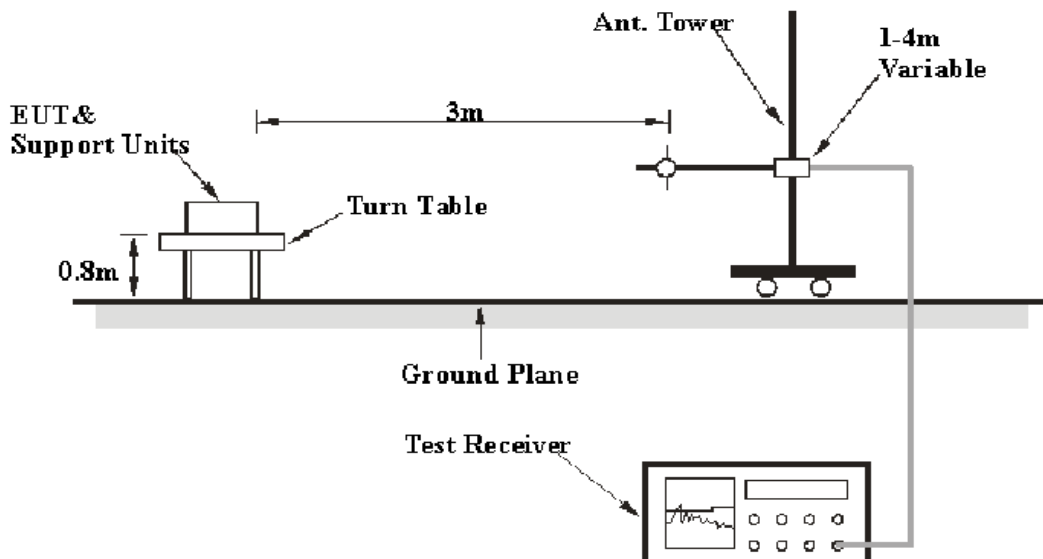 Ant. Tower
1-4m
Variable
EUT&
Support Units
3m
Turn Table
0.8m
Ground Plane
Test Receiver